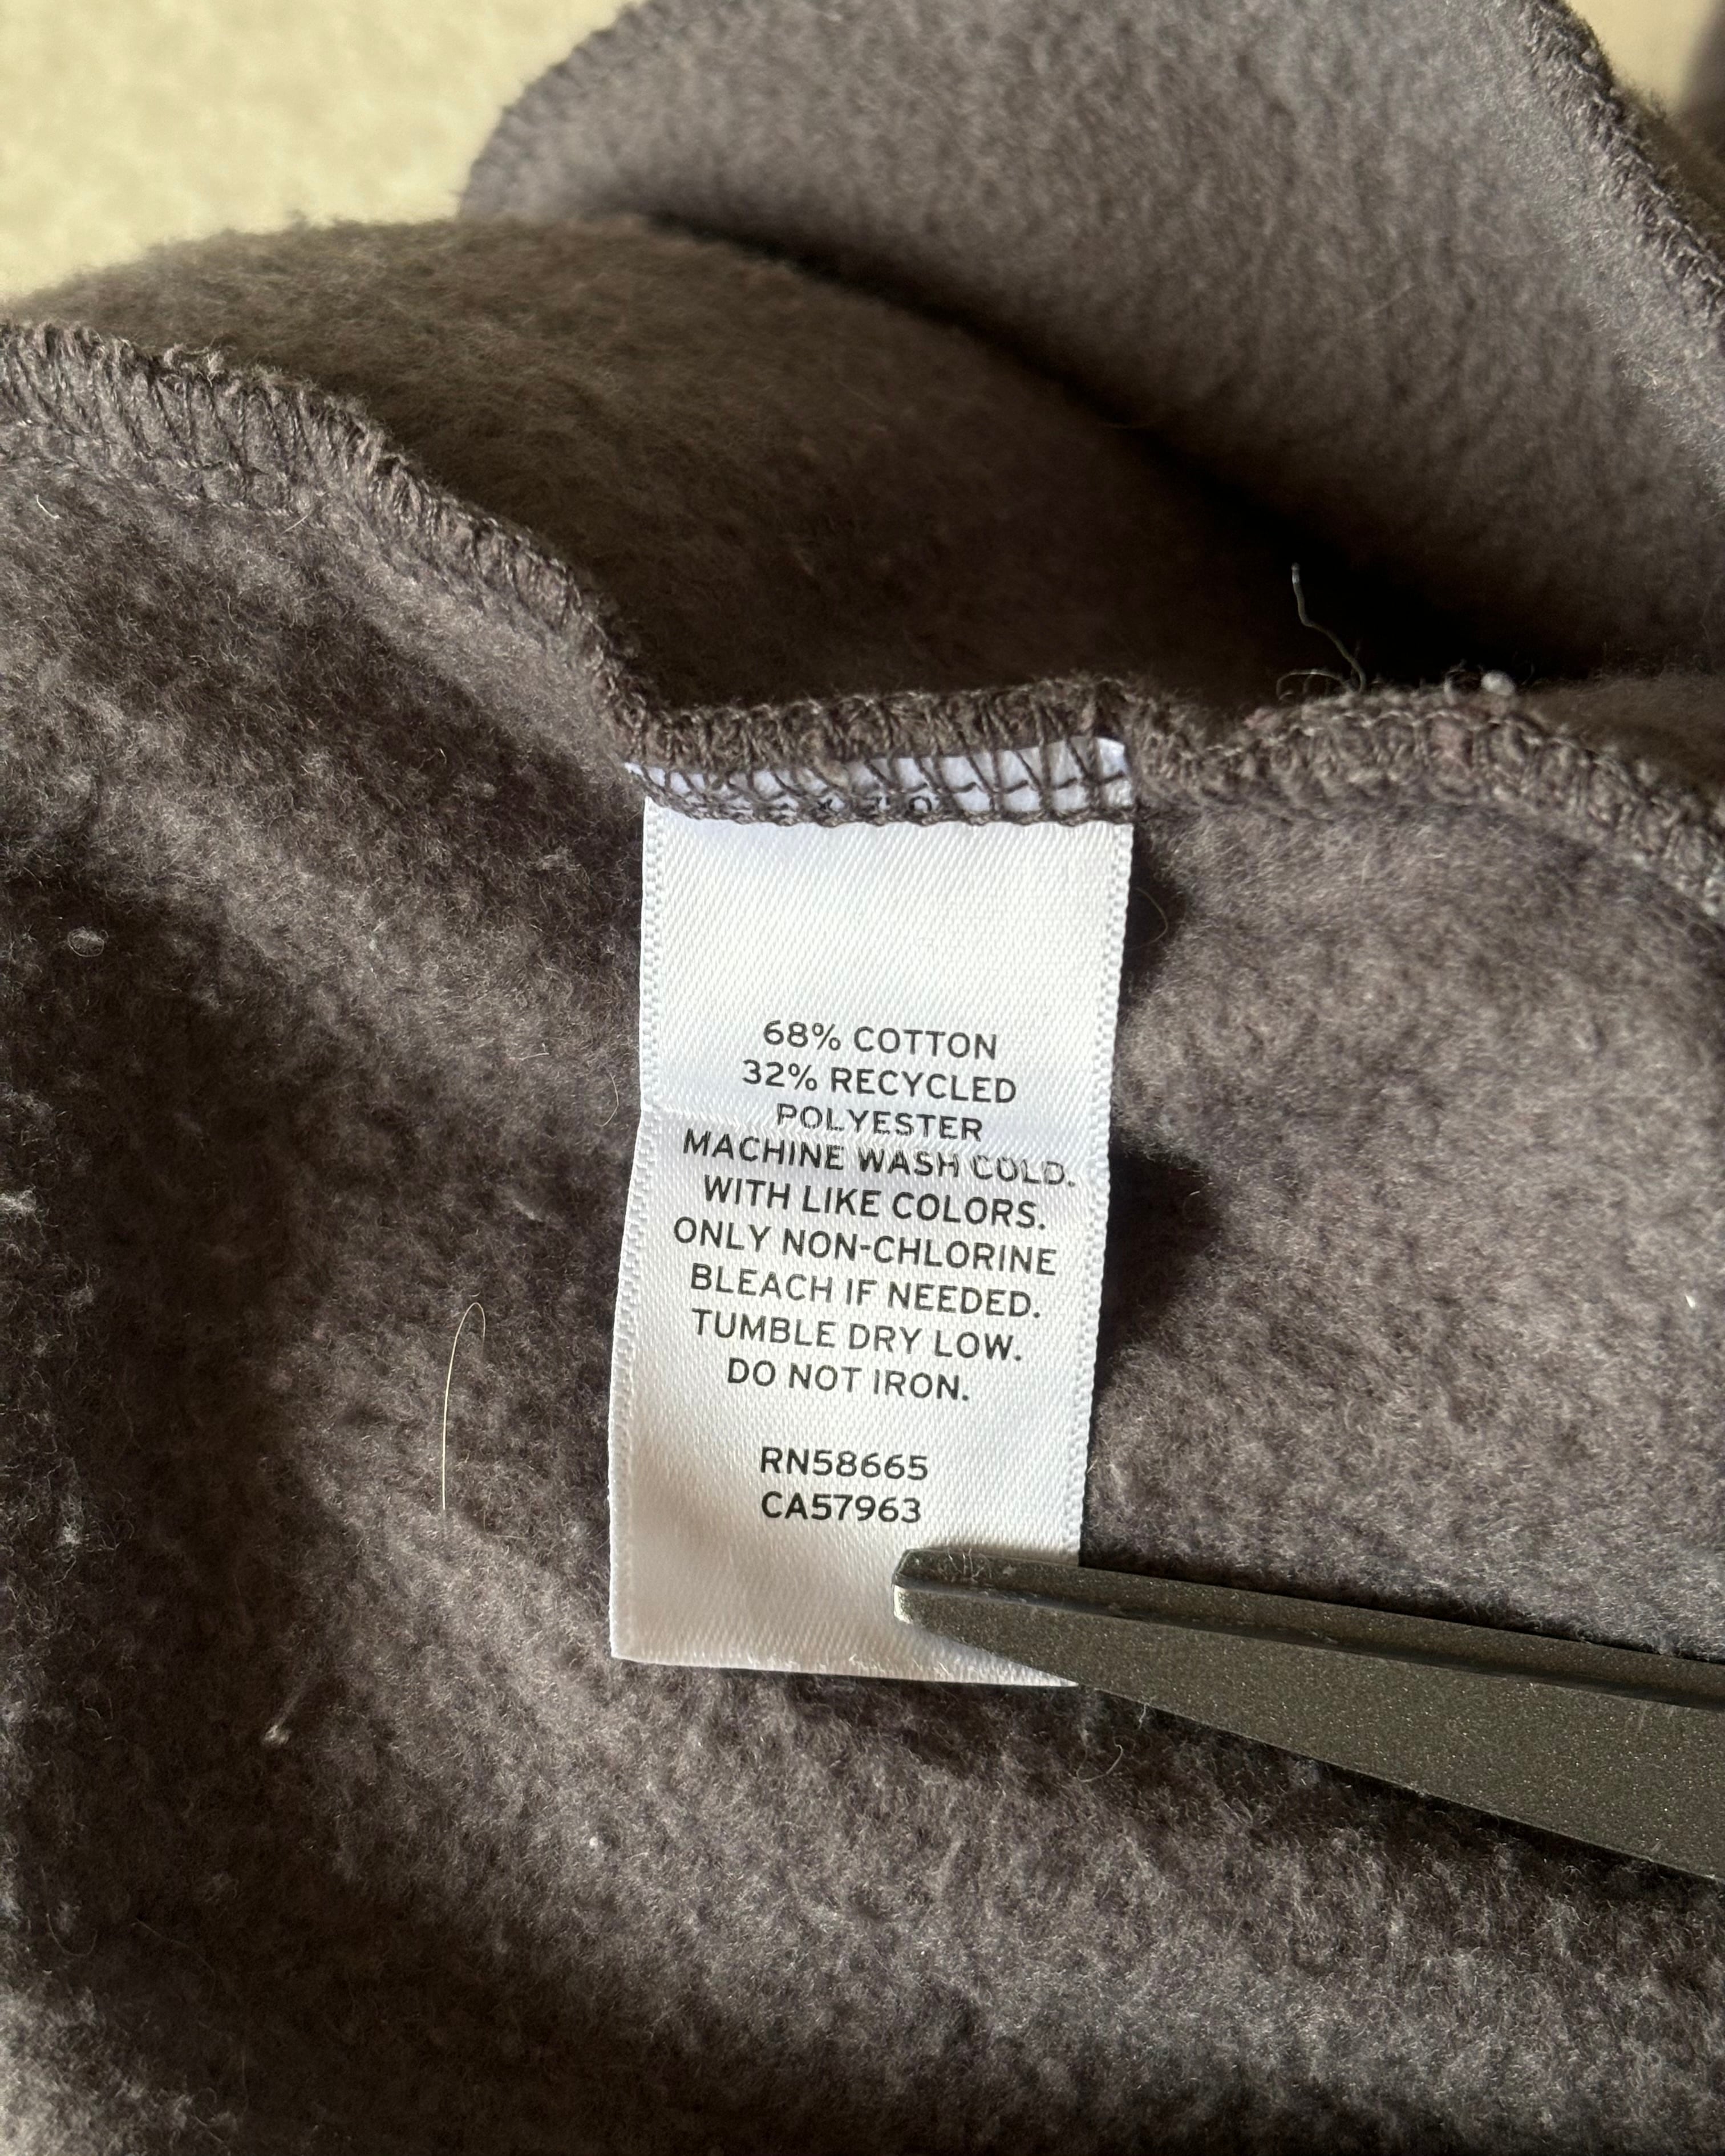 68% COTTON
32% RECYCLED
POLYESTER
MACHINE WASH COLD.
WITH LIKE COLORS.
ONLY NON-CHLORINE
BLEACH IF NEEDED.
TUMBLE DRY LOW.
DO NOT IRON.
RN58665
CA57963